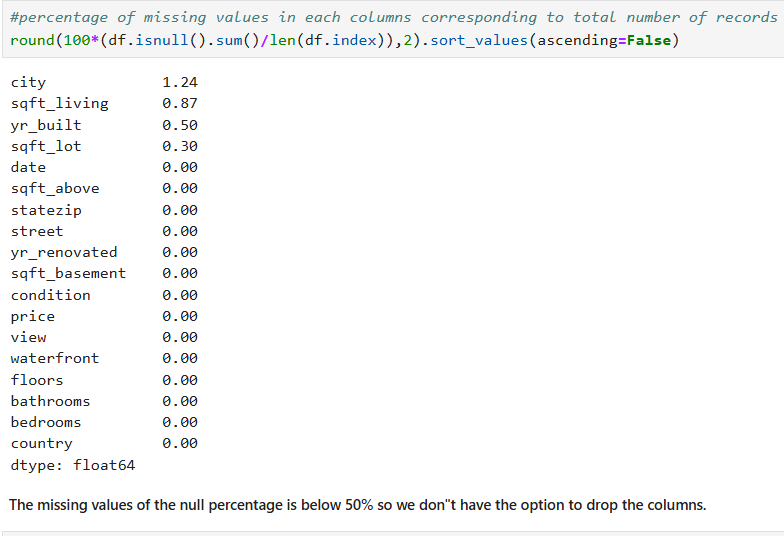 #percentage of missing values in each columns corresponding to total number of records
round(100*(df.isnull().sum()/len(df.index)),2).sort_values(ascending=False)
city 1.24
sqft_living 0.87
yr_built 0.50
sqft_lot 0.30
date 0.00
sqft_above 0.00
statezip 0.00
street 0.00
yr_renovated 0.00
sqft_basement 0.00
condition 0.00
price 0.00
view 0.00
waterfront 0.00
floors 0.00
bathrooms 0.00
bedrooms 0.00
country 0.00
dtype: float64
The missing values of the null percentage is below 50% so we don"t have the option to drop the columns.